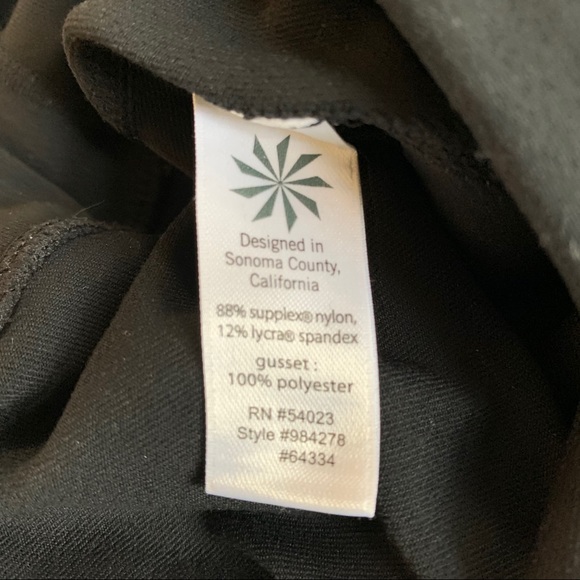 Designed in
Sonoma County,
California
88% supplex® nylon,
12% lycra® spandex
gusset :
100% polyester
RN #54023
Style #984278
#64334